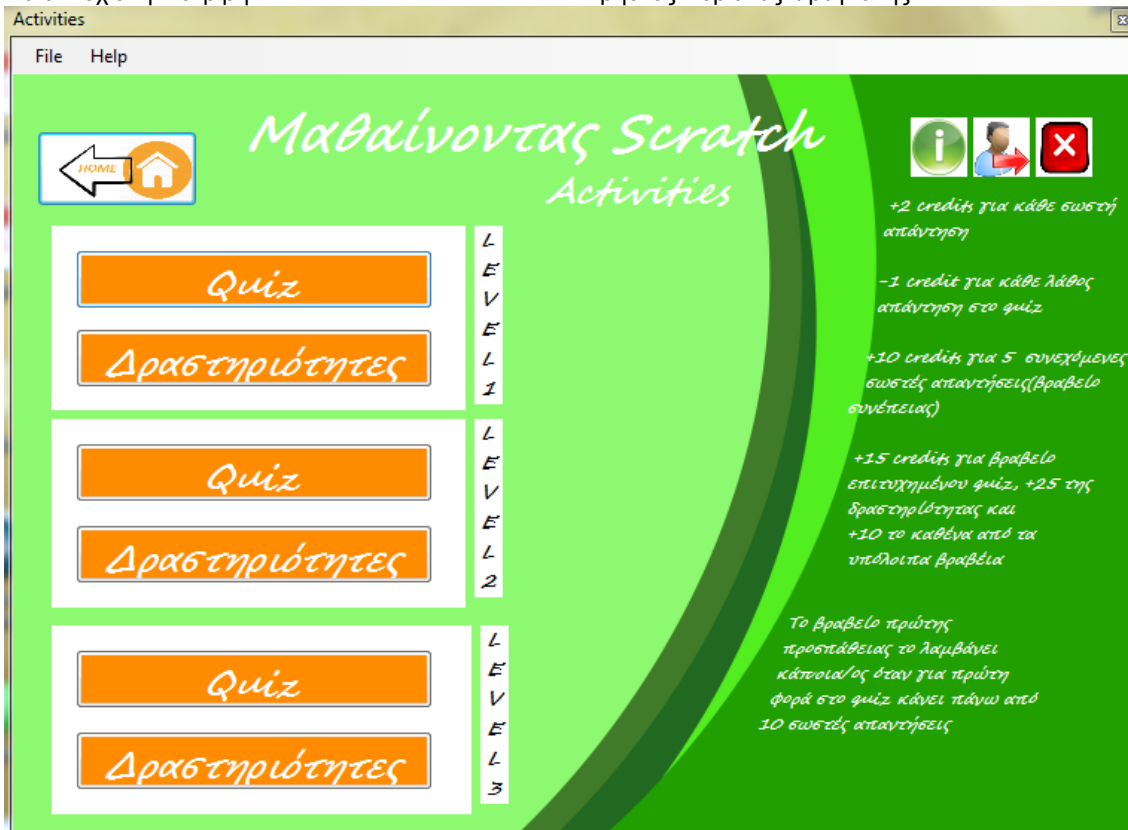 Activities
File Help
Μαθαίνοντας Scratch
Activities
HOME
Quiz
Δραστηριότητες
L
E
V
E
L
1
Quiz
Δραστηριότητες
L
E
V
E
L
2
Quiz
Δραστηριότητες
L
E
V
E
L
3
+2 credits για κάθε σωστή
απάντηση
-1 credit για κάθε λάθος
απάντηση στο quiz
+10 credits για 5 συνεχόμενες
σωστές απαντήσεις(βραβείο
συνέπειας)
+15 credits για βραβείο
επιτυχημένου quiz, +25 της
δραστηρίότητας και
+10 το καθένα από τα
υπόλοιπα βραβέια
Το βραβείο πρώτης
προσπάθειας το λαμβάνει
κάποια/ος όταν για πρώτη
φορά στο quiz κάνει πάνω από
10 σωστές απαντήσεις